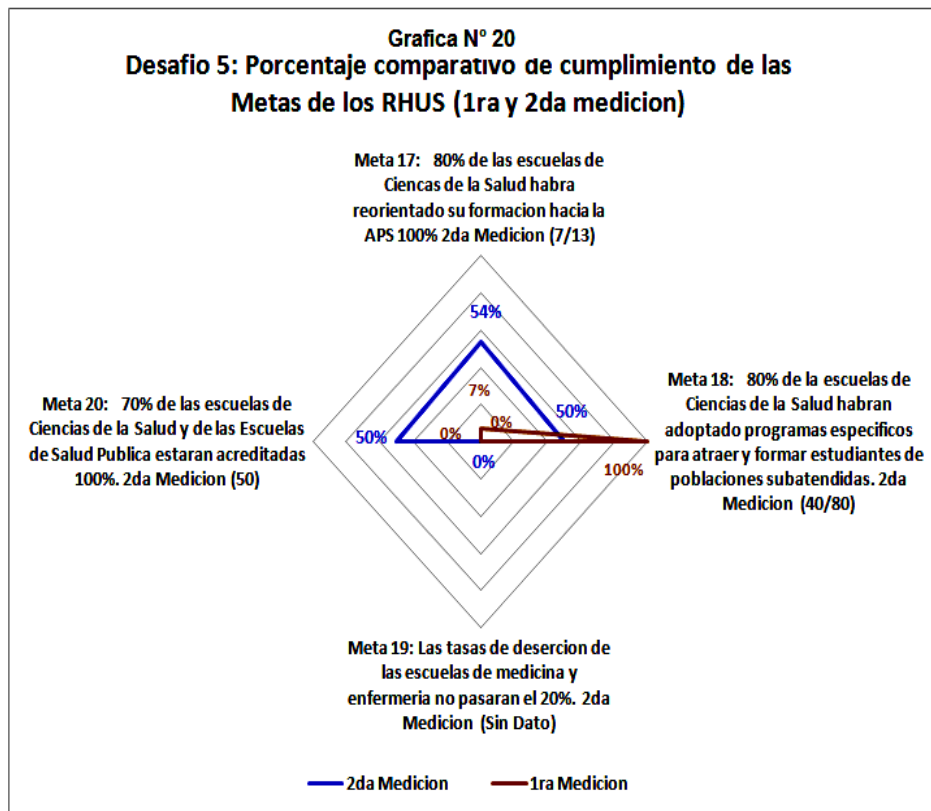 Grafica N° 20
Desafio 5: Porcentaje comparativo de cumplimiento de las
Metas de los RHUS (1ra y 2da medicion)
Meta 17: 80% de las escuelas de
Ciencas de la Salud habra
reorientado su formacion hacia la
APS 100% 2da Medicion (7/13)
54%
7%
0%
50%
Meta 18: 80% de la escuelas de
Ciencias de la Salud habran
adoptado programas especificos
para atraer y formar estudiantes de
poblaciones subatendidas. 2da
Medicion (40/80)
100%
Meta 20: 70% de las escuelas de
Ciencias de la Salud y de las Escuelas
de Salud Publica estaran acreditadas
100%. 2da Medicion (50)
50%
0%
0%
Meta 19: Las tasas de desercion de
las escuelas de medicina y
enfermeria no pasaran el 20%. 2da
Medicion (Sin Dato)
2da Medicion
1ra Medicion